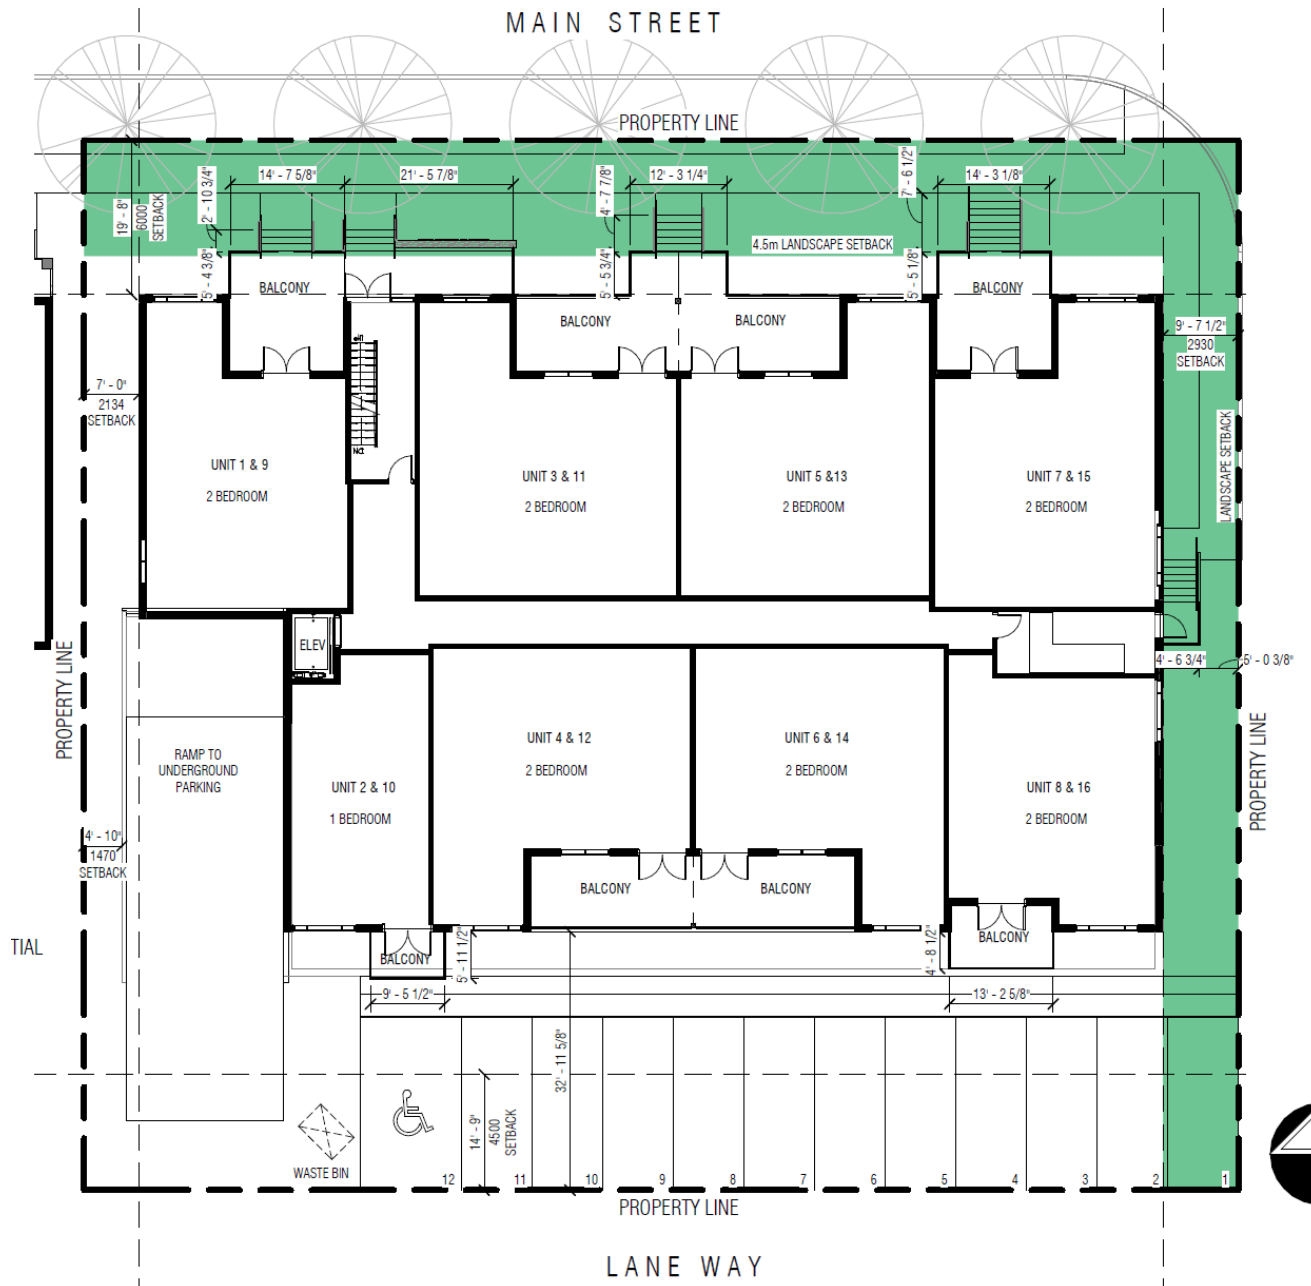 MAIN STREET
PROPERTY LINE
14' - 7 5/8"
21' - 5 7/8"
12' - 3 1/4"
14' - 3 1/8"
19' - 8"
6000
SETBACK
2' - 10 3/4"
5' - 4 3/8"
4' - 7 7/8"
5' - 5 3/4"
7' - 6 1/2"
5' - 5 1/8"
4.5m LANDSCAPE SETBACK
BALCONY
BALCONY
BALCONY
BALCONY
9' - 7 1/2"
2930
SETBACK
7' - 0"
2134
SETBACK
LANDSCAPE SETBACK
UNIT 1 & 9
2 BEDROOM
UNIT 3 & 11
2 BEDROOM
UNIT 5 &13
2 BEDROOM
UNIT 7 & 15
2 BEDROOM
DN
ELEV
4' - 6 3/4"
5' - 0 3/8"
PROPERTY LINE
PROPERTY LINE
RAMP TO
UNDERGROUND
PARKING
UNIT 2 & 10
1 BEDROOM
UNIT 4 & 12
2 BEDROOM
UNIT 6 & 14
2 BEDROOM
UNIT 8 & 16
2 BEDROOM
4' - 10"
1470
SETBACK
BALCONY
BALCONY
BALCONY
BALCONY
TIAL
5' - 11 1/2"
4' - 8 1/2"
9' - 5 1/2"
13' - 2 5/8"
32' - 11 5/8"
14' - 9"
4500
SETBACK
WASTE BIN
12
11
10
9
8
7
6
5
4
3
2
1
PROPERTY LINE
LANE WAY